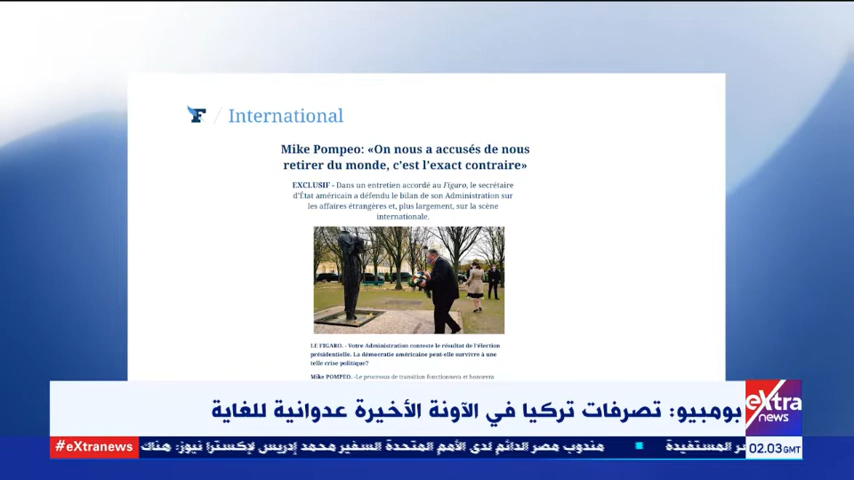 F / International
Mike Pompeo: «On nous a accusés de nous
retirer du monde, c'est l'exact contraire»
EXCLUSIF - Dans un entretien accordé au Figaro, le secrétaire
d'État américain a défendu le bilan de son Administration sur
les affaires étrangères et, plus largement, sur la scène
internationale.
LE FIGARO. - Votre Administration conteste le résultat de l'élection
présidentielle. La démocratie américaine peut-elle survivre à une
telle crise politique?
Mike POMPEO. -Le processus de transition fonctionnera et honorera
بومبيو: تصرفات تركيا في الآونة الأخيرة عدوانية للغاية
eXtra
news
#eXtranews
ر المستفيدة ■ مندوب مصر الدائم لدى الأمم المتحدة السفير محمد إدريس لإكسترا نيوز: هناك
02.03 GMT